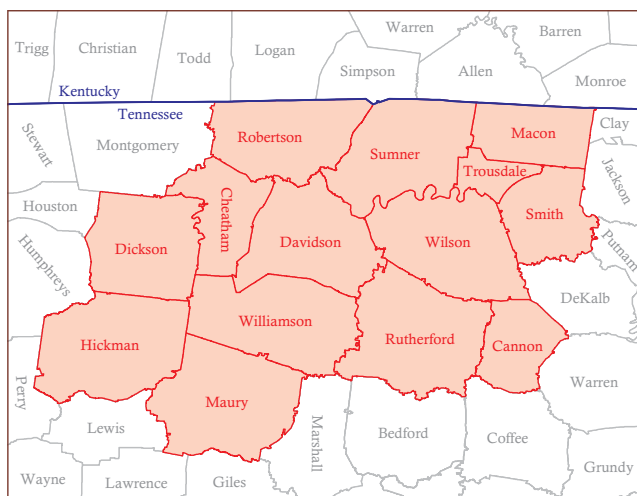 Warren
Barren
Trigg
Christian
Todd
Logan
Simpson
Allen
Monroe
Kentucky
Tennessee
Stewart
Montgomery
Robertson
Sumner
Macon
Clay
Trousdale
Jackson
Houston
Cheatham
Smith
Humphreys
Dickson
Davidson
Wilson
Putnam
DeKalb
Williamson
Hickman
Rutherford
Cannon
Perry
Maury
Warren
Lewis
Marshall
Bedford
Coffee
Grundy
Wayne
Lawrence
Giles